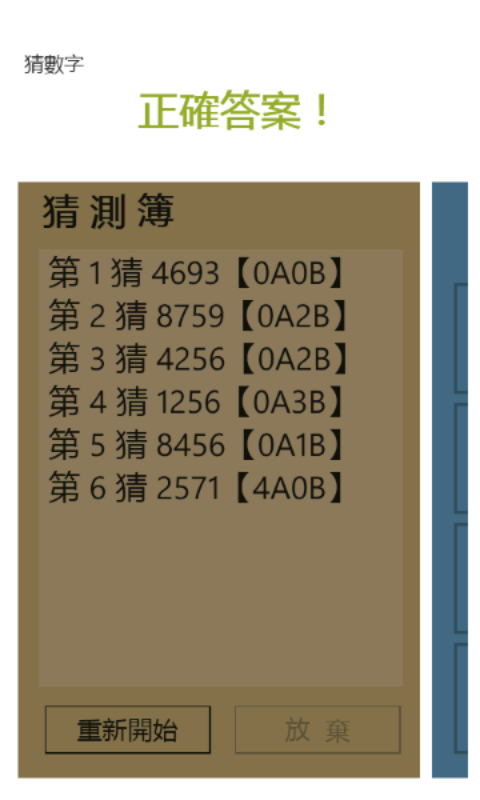 猜數字
正確答案！
猜測簿
第 1 猜 4693【0A0B】
第 2 猜 8759【0A2B】
第 3 猜 4256【0A2B】
第 4 猜 1256【0A3B】
第 5 猜 8456【0A1B】
第 6 猜 2571【4A0B】
重新開始
放 棄